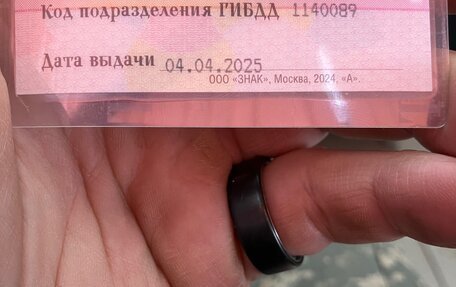 Код подразделения ГИБДД 1140089
Дата выдачи 04.04.2025
ООО «ЗНАК», Москва, 2024, «А».